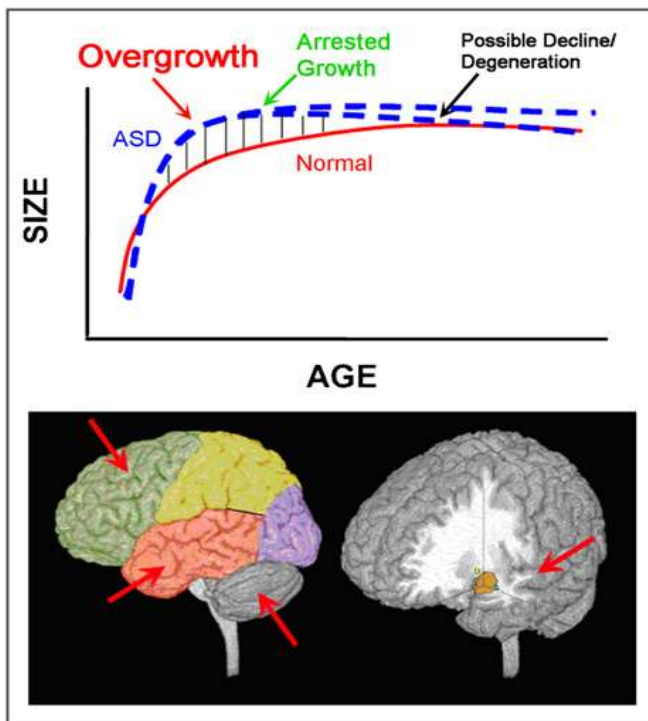 Overgrowth
Arrested
Growth
Possible Decline/
Degeneration
ASD
Normal
SIZE
AGE